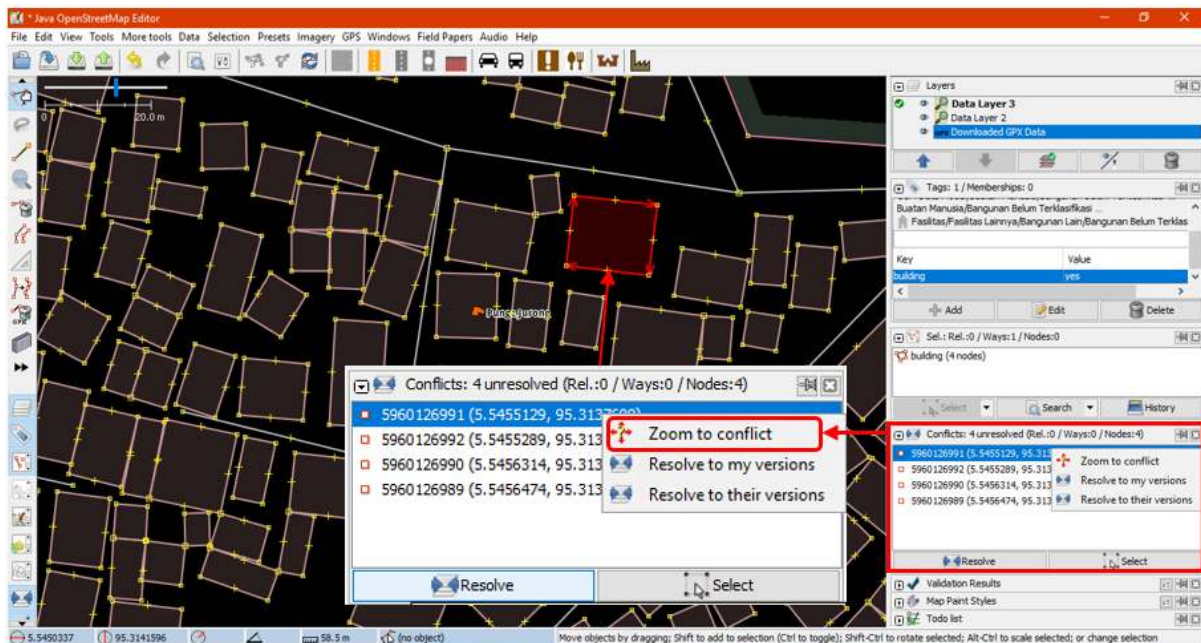 * Java OpenStreetMap Editor
File Edit View Tools More tools Data Selection Presets Imagery GPS Windows Field Papers Audio Help
0 20.0 m
Layers
Data Layer 3
Data Layer 2
Downloaded GPX Data
Tags: 1 / Memberships: 0
Buatan Manusia/Bangunan Belum Terklasifikasi ...
Fasilitas/Fasilitas Lainnya/Bangunan Lain/Bangunan Belum Terklas
Key Value
building yes
Add Edit Delete
Sel.: Rel.:0 / Ways:1 / Nodes:0
building (4 nodes)
Select Search History
Punge Jurong
Conflicts: 4 unresolved (Rel.:0 / Ways:0 / Nodes:4)
5960126991 (5.5455129, 95.3137600)
5960126992 (5.5455289, 95.313
5960126990 (5.5456314, 95.313
5960126989 (5.5456474, 95.313
Zoom to conflict
Resolve to my versions
Resolve to their versions
Resolve Select
Conflicts: 4 unresolved (Rel.:0 / Ways:0 / Nodes:4)
5960126991 (5.5455129, 95.313
5960126992 (5.5455289, 95.313
5960126990 (5.5456314, 95.313
5960126989 (5.5456474, 95.313
Zoom to conflict
Resolve to my versions
Resolve to their versions
Resolve Select
Validation Results
Map Paint Styles
Todo list
5.5450337 95.3141596 58.5 m (no object) Move objects by dragging; Shift to add to selection (Ctrl to toggle); Shift-Ctrl to rotate selected; Alt-Ctrl to scale selected; or change selection